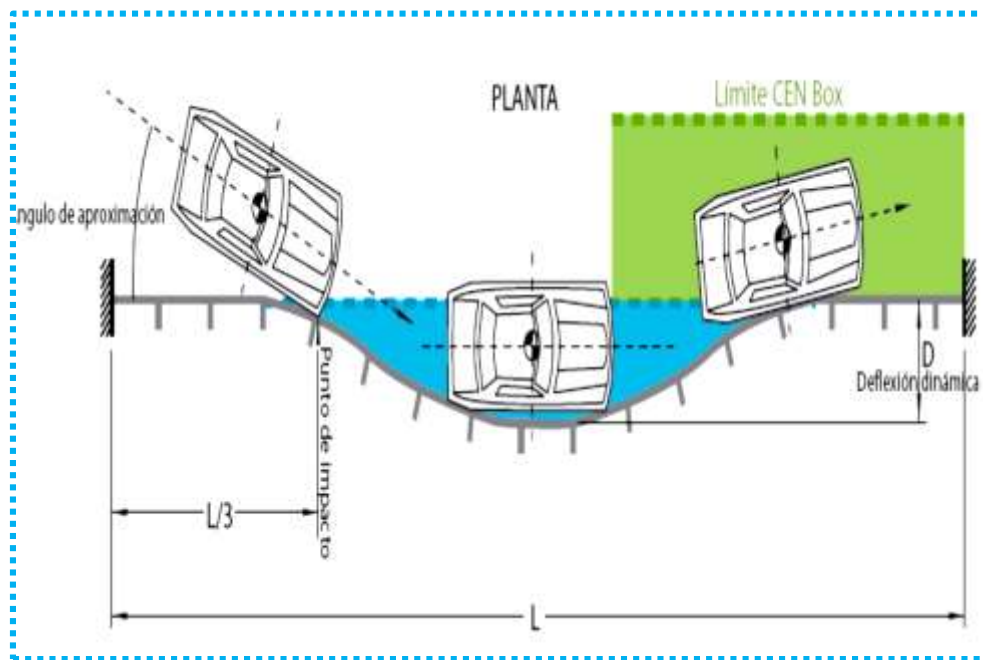 PLANTA
Límite CEN Box
ngulo de aproximación
Punto de impacto
D
Deflexión dinámica
L/3
L